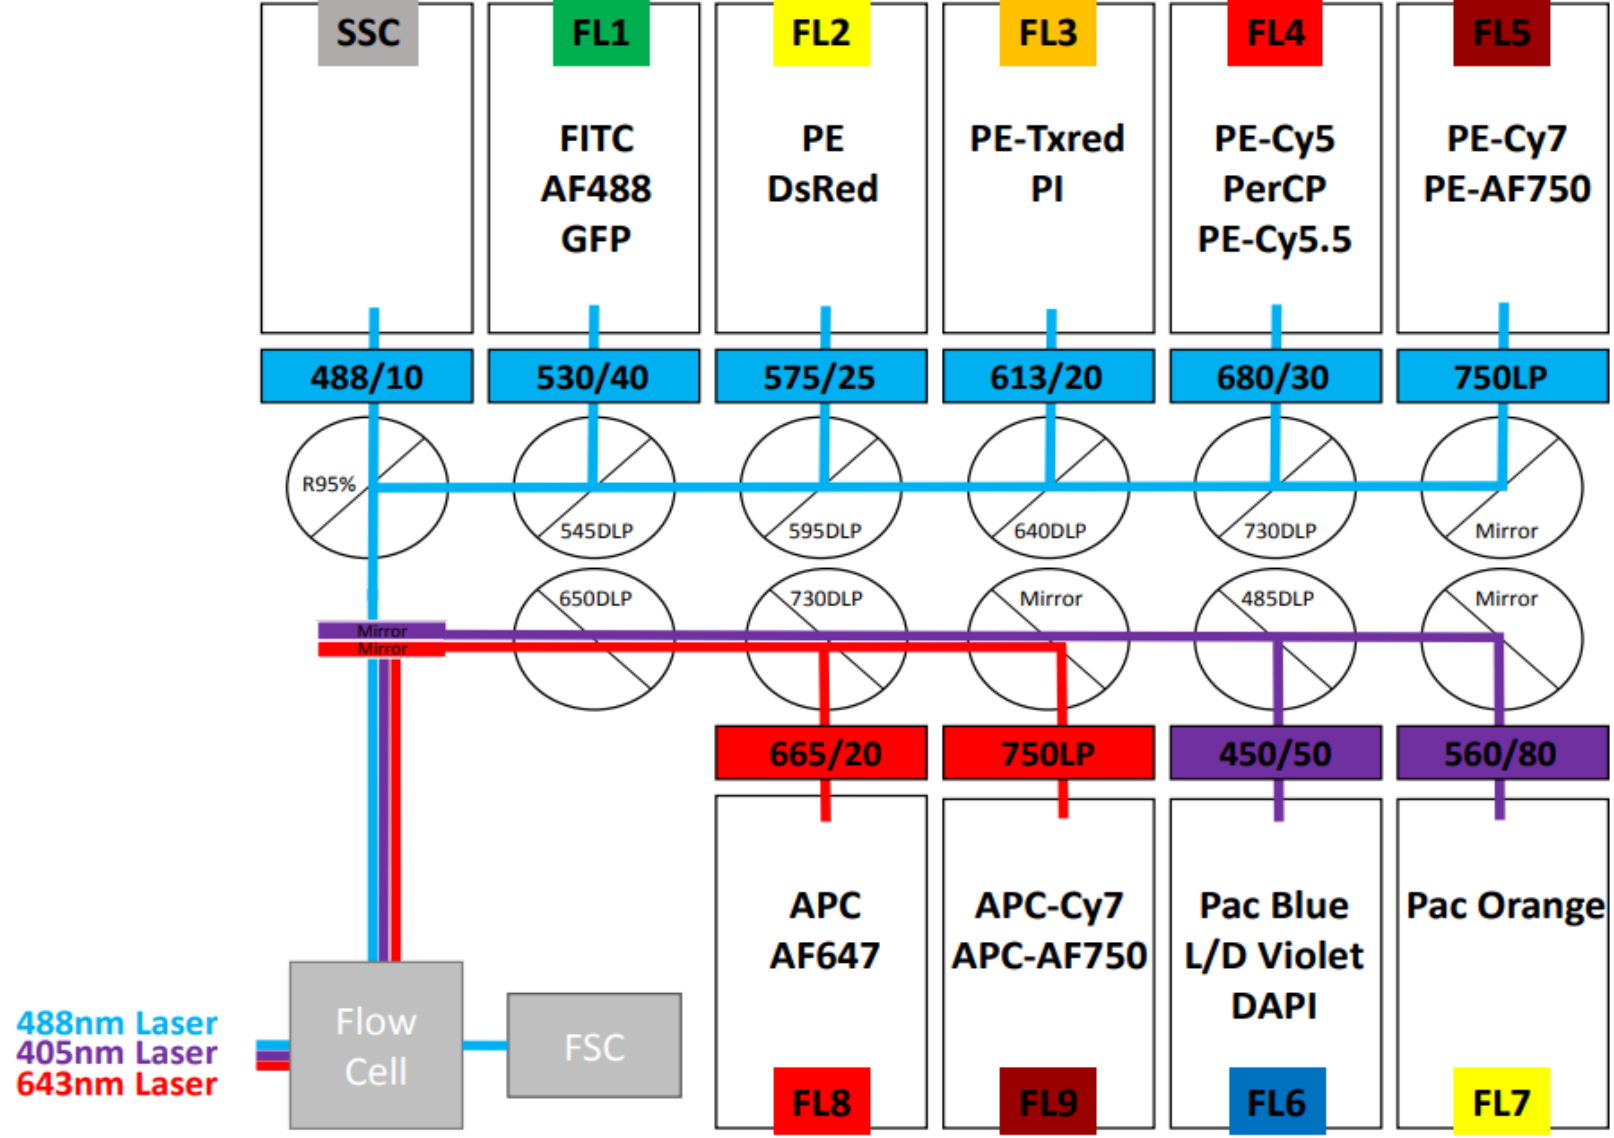 SSC
FL1
FL2
FL3
FL4
FL5
FITC
AF488
GFP
PE
DsRed
PE-Txred
PI
PE-Cy5
PerCP
PE-Cy5.5
PE-Cy7
PE-AF750
488/10
530/40
575/25
613/20
680/30
750LP
R95%
545DLP
595DLP
640DLP
730DLP
Mirror
650DLP
730DLP
Mirror
485DLP
Mirror
Mirror
Mirror
665/20
750LP
450/50
560/80
APC
AF647
APC-Cy7
APC-AF750
Pac Blue
L/D Violet
DAPI
Pac Orange
488nm Laser
405nm Laser
643nm Laser
Flow
Cell
FSC
FL8
FL9
FL6
FL7